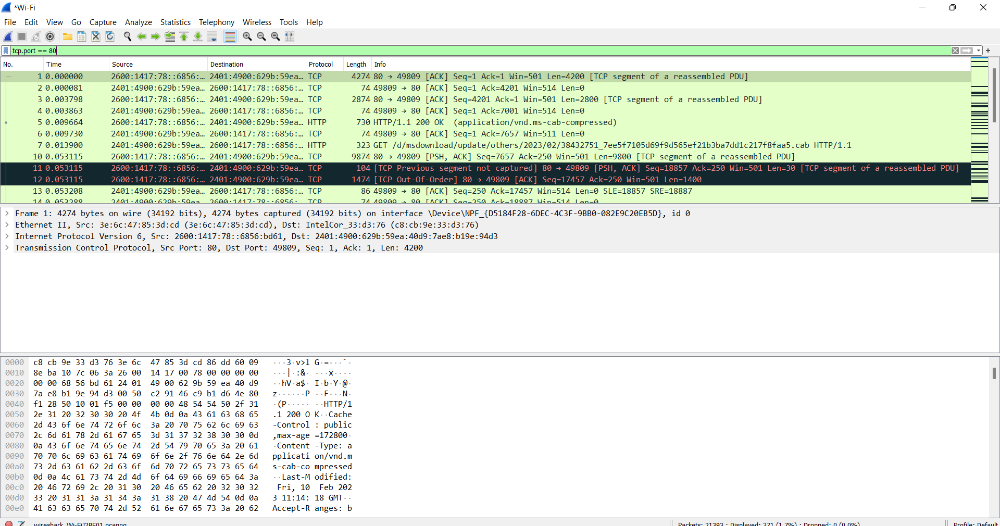 *Wi-Fi
File Edit View Go Capture Analyze Statistics Telephony Wireless Tools Help
tcp.port == 80
No. Time Source Destination Protocol Length Info
1 0.000000 2600:1417:78::6856:… 2401:4900:629b:59ea… TCP 4274 80 → 49809 [ACK] Seq=1 Ack=1 Win=501 Len=4200 [TCP segment of a reassembled PDU]
2 0.000081 2401:4900:629b:59ea… 2600:1417:78::6856:… TCP 74 49809 → 80 [ACK] Seq=1 Ack=4201 Win=514 Len=0
3 0.003798 2600:1417:78::6856:… 2401:4900:629b:59ea… TCP 2874 80 → 49809 [ACK] Seq=4201 Ack=1 Win=501 Len=2800 [TCP segment of a reassembled PDU]
4 0.003863 2401:4900:629b:59ea… 2600:1417:78::6856:… TCP 74 49809 → 80 [ACK] Seq=1 Ack=7001 Win=514 Len=0
5 0.009664 2600:1417:78::6856:… 2401:4900:629b:59ea… HTTP 730 HTTP/1.1 200 OK (application/vnd.ms-cab-compressed)
6 0.009730 2401:4900:629b:59ea… 2600:1417:78::6856:… TCP 74 49809 → 80 [ACK] Seq=1 Ack=7657 Win=511 Len=0
7 0.013900 2401:4900:629b:59ea… 2600:1417:78::6856:… HTTP 323 GET /d/msdownload/update/others/2023/02/38432751_7ee5f7105d69f9d565ef21b3ba7dd1c217f8faa5.cab HTTP/1.1
10 0.053115 2600:1417:78::6856:… 2401:4900:629b:59ea… TCP 9874 80 → 49809 [PSH, ACK] Seq=7657 Ack=250 Win=501 Len=9800 [TCP segment of a reassembled PDU]
11 0.053115 2600:1417:78::6856:… 2401:4900:629b:59ea… TCP 104 [TCP Previous segment not captured] 80 → 49809 [PSH, ACK] Seq=18857 Ack=250 Win=501 Len=30 [TCP segment of a reassembled PDU]
12 0.053115 2600:1417:78::6856:… 2401:4900:629b:59ea… TCP 1474 [TCP Out-Of-Order] 80 → 49809 [ACK] Seq=17457 Ack=250 Win=501 Len=1400
13 0.053208 2401:4900:629b:59ea… 2600:1417:78::6856:… TCP 86 49809 → 80 [ACK] Seq=250 Ack=17457 Win=514 Len=0 SLE=18857 SRE=18887
14 0.053288 2401:4900:629b:59ea… 2600:1417:78::6856:… TCP 74 49809 → 80 [ACK] Seq=250 Ack=18887 Win=514 Len=0
Frame 1: 4274 bytes on wire (34192 bits), 4274 bytes captured (34192 bits) on interface \Device\NPF_{D5184F28-6DEC-4C3F-9BB0-082E9C20EB5D}, id 0
Ethernet II, Src: 3e:6c:47:85:3d:cd (3e:6c:47:85:3d:cd), Dst: IntelCor_33:d3:76 (c8:cb:9e:33:d3:76)
Internet Protocol Version 6, Src: 2600:1417:78::6856:bd61, Dst: 2401:4900:629b:59ea:40d9:7ae8:b19e:94d3
Transmission Control Protocol, Src Port: 80, Dst Port: 49809, Seq: 1, Ack: 1, Len: 4200
0000 c8 cb 9e 33 d3 76 3e 6c 47 85 3d cd 86 dd 60 09 ···3·v>l G·=···`·
0010 8e ba 10 7c 06 3a 26 00 14 17 00 78 00 00 00 00 ···|·:&· ···x····
0020 00 00 68 56 bd 61 24 01 49 00 62 9b 59 ea 40 d9 ··hV·a$· I·b·Y·@·
0030 7a e8 b1 9e 94 d3 00 50 c2 91 46 c9 b1 d6 4e 80 z······P ··F···N·
0040 f1 28 50 10 01 f5 00 00 00 00 48 54 54 50 2f 31 ·(P····· ··HTTP/1
0050 2e 31 20 32 30 30 20 4f 4b 0d 0a 43 61 63 68 65 .1 200 O K··Cache
0060 2d 43 6f 6e 74 72 6f 6c 3a 20 70 75 62 6c 69 63 -Control : public
0070 2c 6d 61 78 2d 61 67 65 3d 31 37 32 38 30 30 0d ,max-age =172800·
0080 0a 43 6f 6e 74 65 6e 74 2d 54 79 70 65 3a 20 61 ·Content -Type: a
0090 70 70 6c 69 63 61 74 69 6f 6e 2f 76 6e 64 2e 6d pplicati on/vnd.m
00a0 73 2d 63 61 62 2d 63 6f 6d 70 72 65 73 73 65 64 s-cab-co mpressed
00b0 0d 0a 4c 61 73 74 2d 4d 6f 64 69 66 69 65 64 3a ··Last-M odified:
00c0 20 46 72 69 2c 20 31 30 20 46 65 62 20 32 30 32 Fri, 10 Feb 202
00d0 33 20 31 31 3a 31 34 3a 31 38 20 47 4d 54 0d 0a 3 11:14: 18 GMT··
00e0 41 63 63 65 70 74 2d 52 61 6e 67 65 73 3a 20 62 Accept-R anges: b
wireshark_Wi-FiJ2BF01.pcapng Packets: 21393 · Displayed: 371 (1.7%) · Dropped: 0 (0.0%) Profile: Default